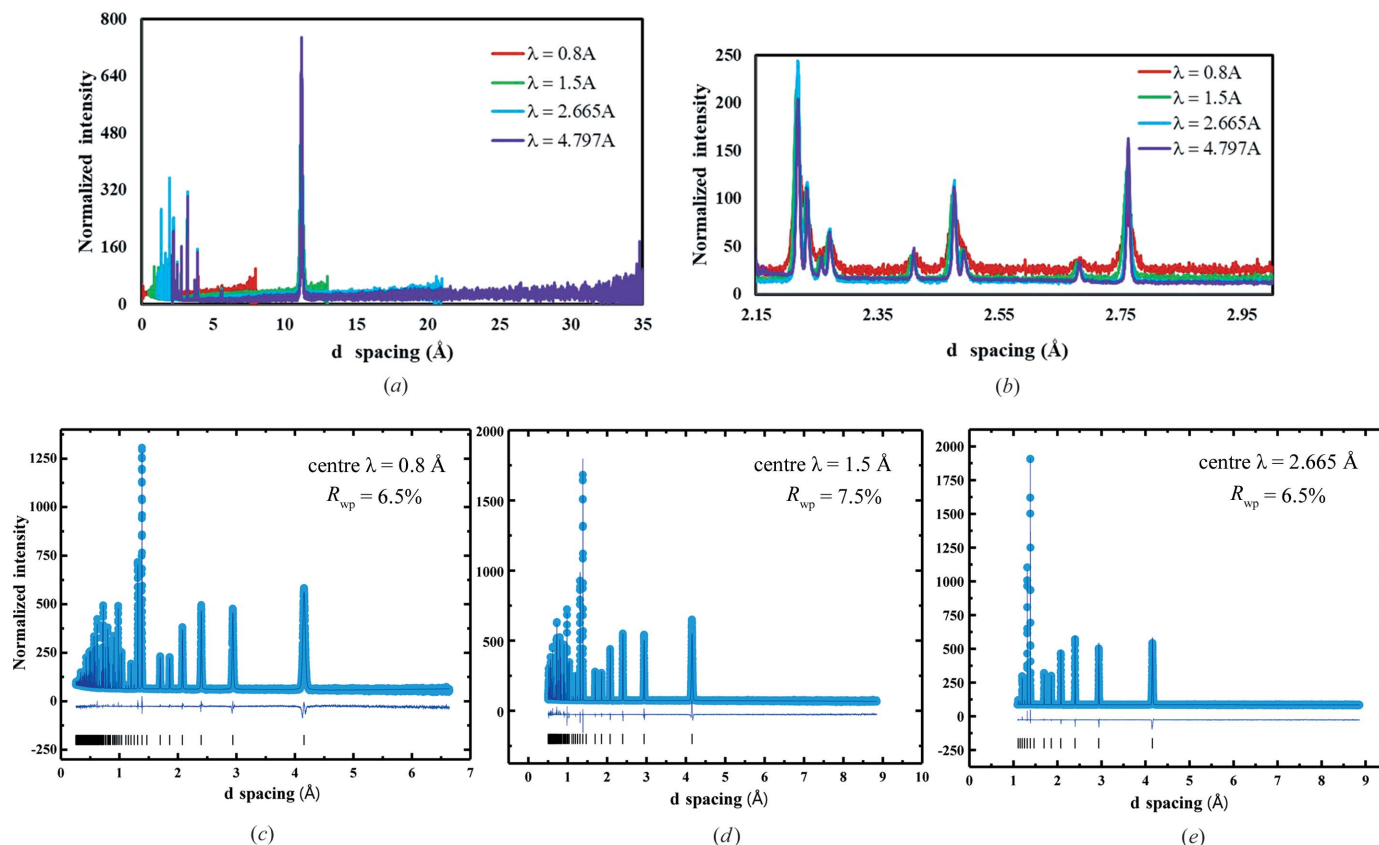 800
640
480
320
160
0
Normalized intensity
λ = 0.8A
λ = 1.5A
λ = 2.665A
λ = 4.797A
0 5 10 15 20 25 30 35
d spacing (Å)
(a)
250
200
150
100
50
0
Normalized intensity
λ = 0.8A
λ = 1.5A
λ = 2.665A
λ = 4.797A
2.15 2.35 2.55 2.75 2.95
d spacing (Å)
(b)
1250
1000
750
500
250
0
-250
Normalized intensity
centre λ = 0.8 Å
Rwp = 6.5%
0 1 2 3 4 5 6 7
d spacing (Å)
(c)
2000
1500
1000
500
0
centre λ = 1.5 Å
Rwp = 7.5%
0 1 2 3 4 5 6 7 8 9 10
d spacing (Å)
(d)
2000
1750
1500
1250
1000
750
500
250
0
-250
centre λ = 2.665 Å
Rwp = 6.5%
0 1 2 3 4 5 6 7 8 9
d spacing (Å)
(e)